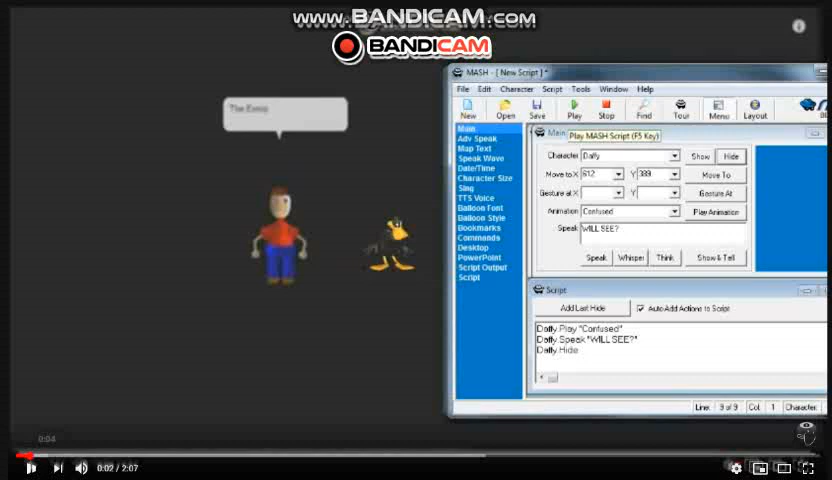 www.BANDICAM.com
BANDICAM
MASH - [ New Script ] *
File Edit Character Script Tools Window Help
New Open Save Play Stop Find Tour Menu Layout
Main
Adv Speak
Map Text
Speak Wave
Date/Time
Character Size
Sing
TTS Voice
Balloon Font
Balloon Style
Bookmarks
Commands
Desktop
PowerPoint
Script Output
Script
Main
Play MASH Script (F5 Key)
Character Daffy Show Hide
Move to X 612 Y 389 Move To
Gesture at X Y Gesture At
Animation Confused Play Animation
Speak WILL SEE?
Speak Whisper Think Show & Tell
Script
Add Last Hide Auto Add Actions to Script
Daffy Play "Confused"
Daffy Speak "WILL SEE?"
Daffy Hide
Line: 9 of 9 Col: 1 Character:
The
0:04
0:02 / 2:07